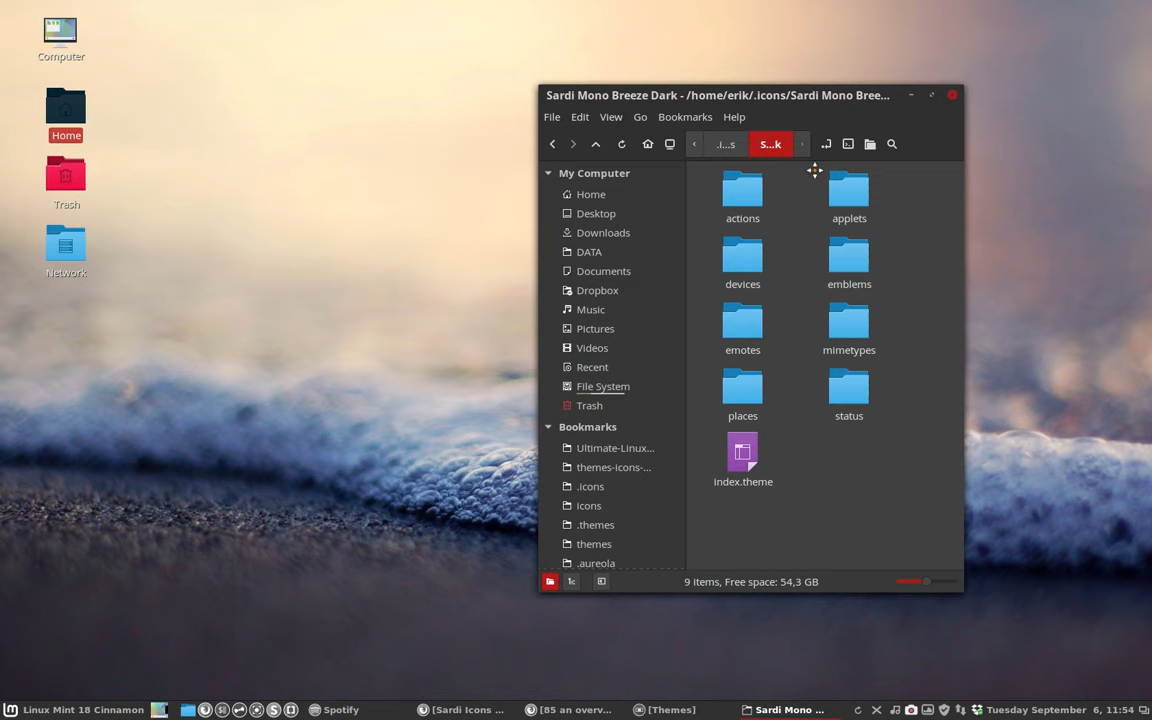 Computer
Home
Trash
Network
Sardi Mono Breeze Dark - /home/erik/.icons/Sardi Mono Bree...
File Edit View Go Bookmarks Help
.i...s S...k
My Computer
Home
Desktop
Downloads
DATA
Documents
Dropbox
Music
Pictures
Videos
Recent
File System
Trash
Bookmarks
Ultimate-Linux...
themes-icons-...
.icons
icons
.themes
themes
.aureola
actions applets
devices emblems
emotes mimetypes
places status
index.theme
9 items, Free space: 54,3 GB
Linux Mint 18 Cinnamon Spotify [Sardi Icons ... [85 an overv... [Themes] Sardi Mono ... Tuesday September 6, 11:54